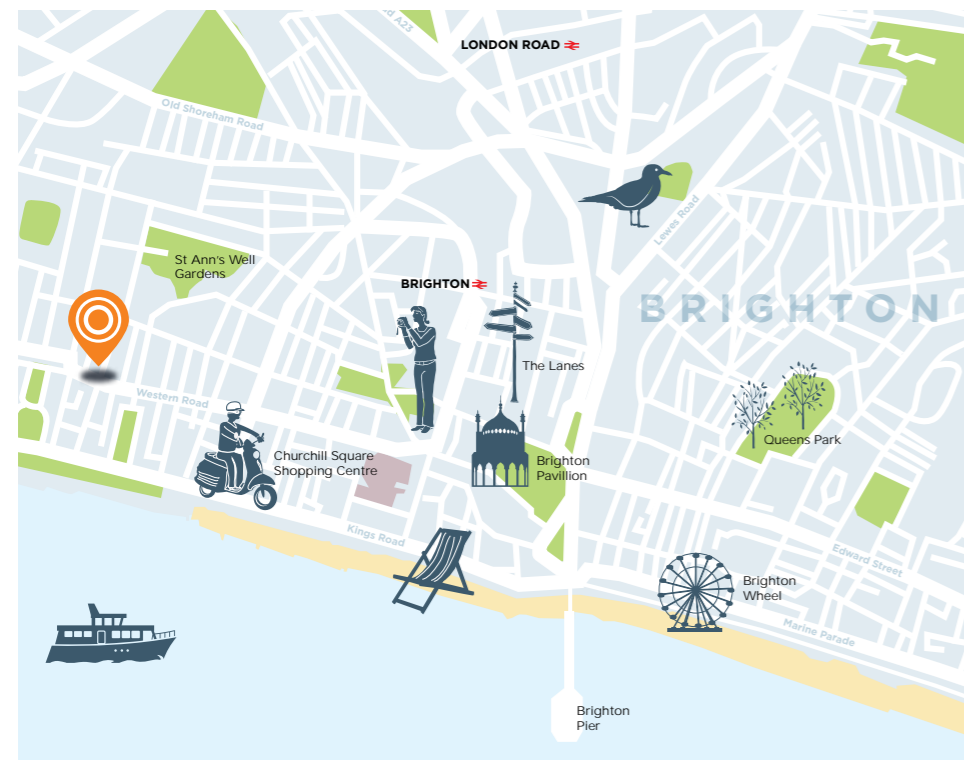 d A23
LONDON ROAD
Old Shoreham Road
Lewes Road
St Ann's Well
Gardens
BRIGHTON
BRIGHTON
The Lanes
Western Road
Queens Park
Churchill Square
Shopping Centre
Brighton
Pavillion
Kings Road
Edward Street
Brighton
Wheel
Marine Parade
Brighton
Pier